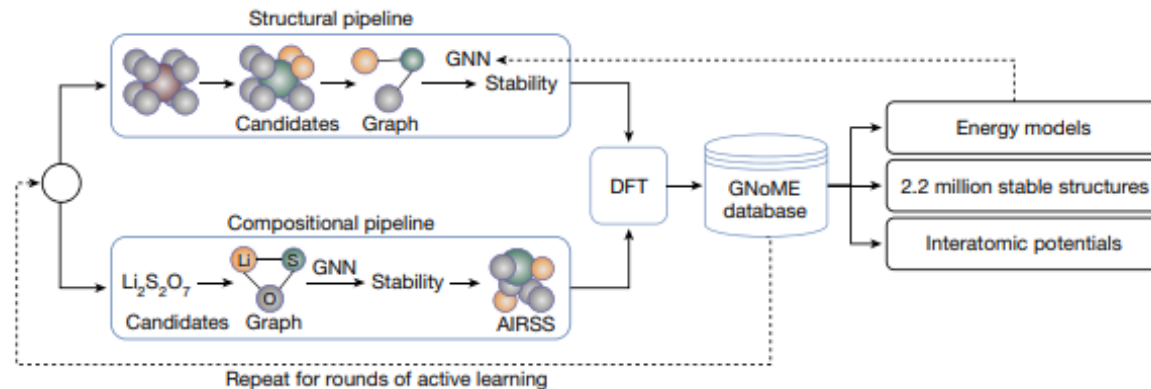 Structural pipeline
GNN
Stability
Candidates
Graph
Energy models
DFT
GNoME
database
2.2 million stable structures
Interatomic potentials
Compositional pipeline
Li
S
O
Li₂S₂O₇
GNN
Stability
Candidates
Graph
AIRSS
Repeat for rounds of active learning